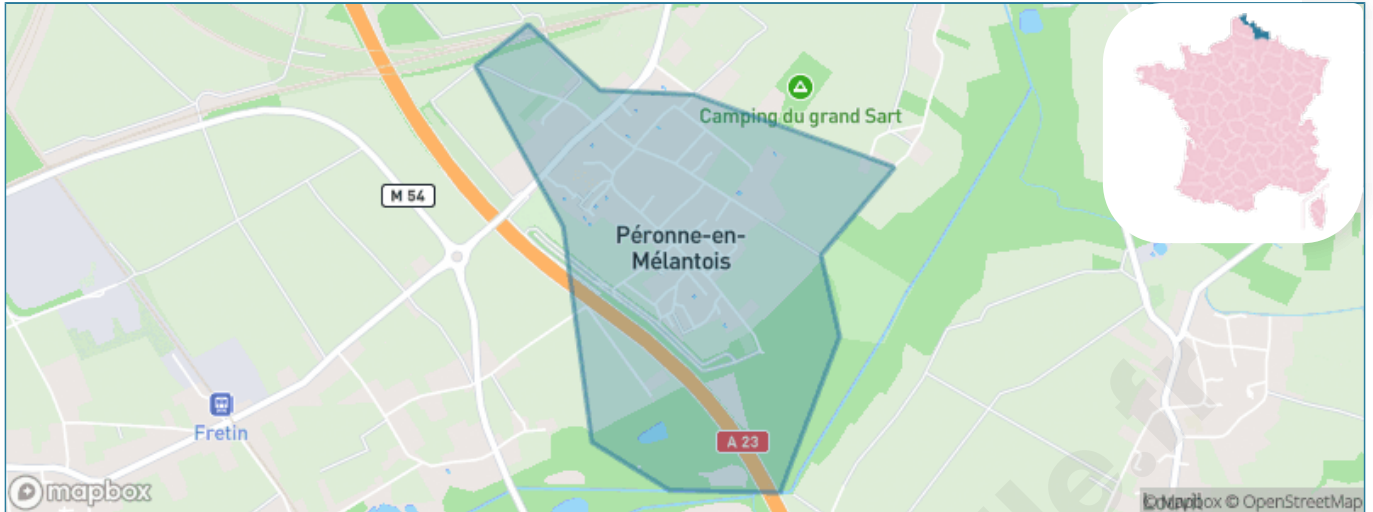 Camping du grand Sart
M 54
Péronne-en-
Mélantois
A 23
Fretin
mapbox
© Mapbox © OpenStreetMap